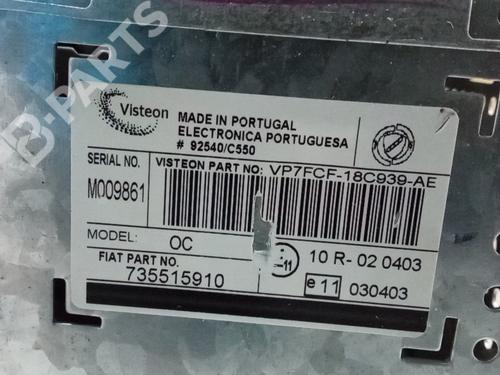 B-PARTS
Visteon
MADE IN PORTUGAL
ELECTRONICA PORTUGUESA
# 92540/C550
SERIAL NO.
M009861
VISTEON PART NO: VP7FCF-18C939-AE
MODEL: OC
10 R- 02 0403
FIAT PART NO.
735515910
e11 030403